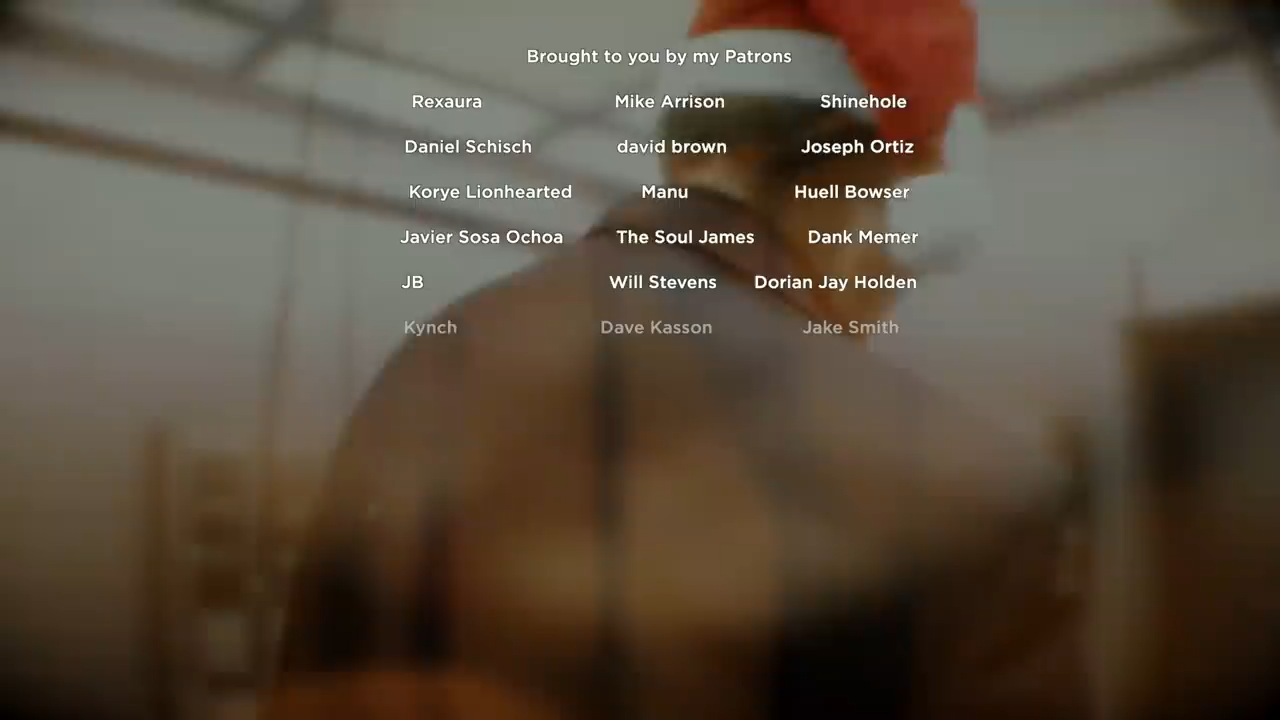 Brought to you by my Patrons
Rexaura Mike Arrison Shinehole
Daniel Schisch david brown Joseph Ortiz
Korye Lionhearted Manu Huell Bowser
Javier Sosa Ochoa The Soul James Dank Memer
JB Will Stevens Dorian Jay Holden
Kynch Dave Kasson Jake Smith